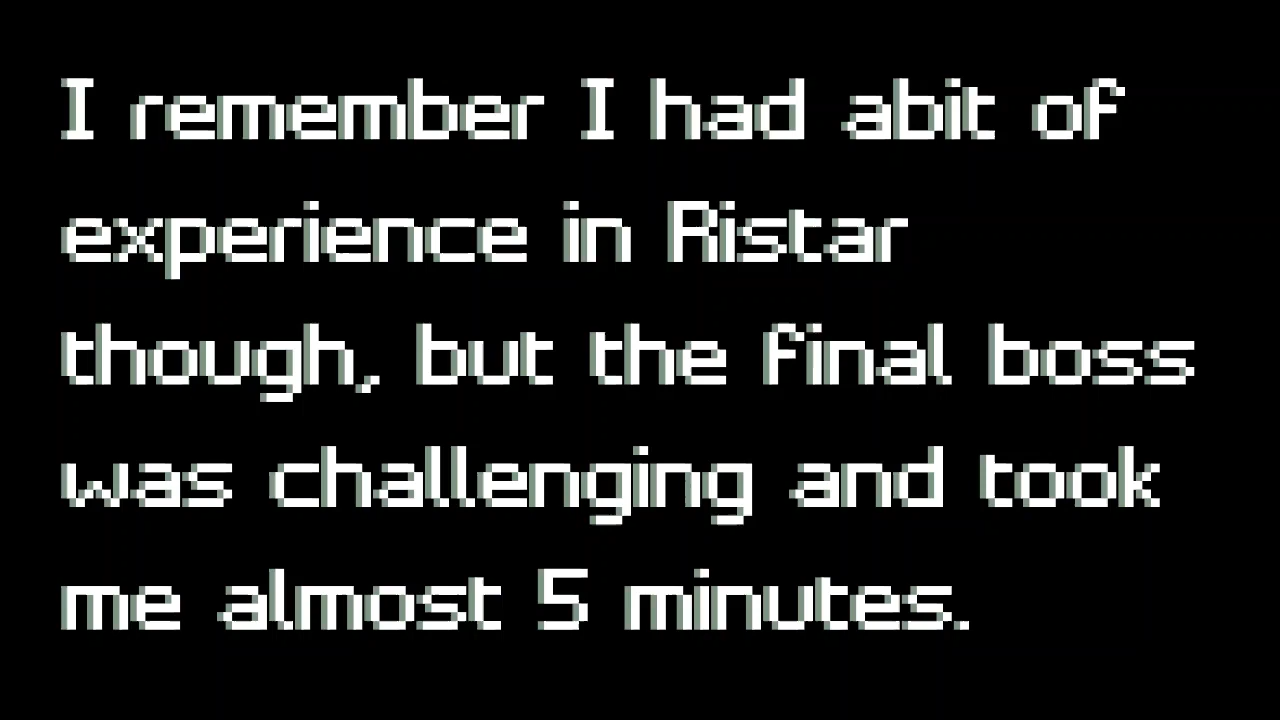 I remember I had abit of
experience in Ristar
though, but the final boss
was challenging and took
me almost 5 minutes.